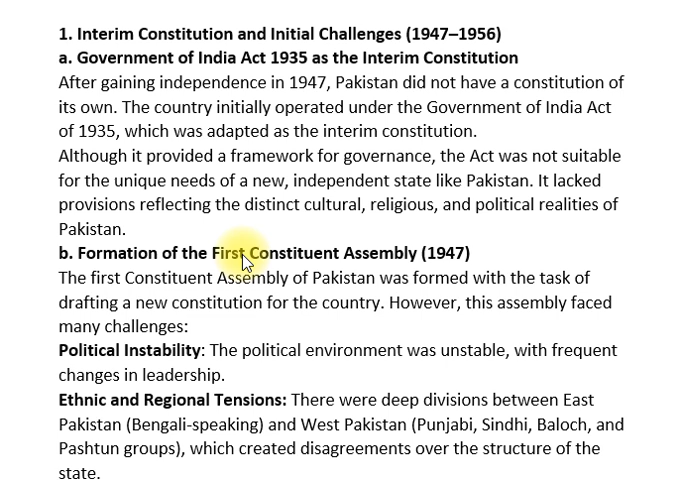 1. Interim Constitution and Initial Challenges (1947–1956)
a. Government of India Act 1935 as the Interim Constitution
After gaining independence in 1947, Pakistan did not have a constitution of
its own. The country initially operated under the Government of India Act
of 1935, which was adapted as the interim constitution.
Although it provided a framework for governance, the Act was not suitable
for the unique needs of a new, independent state like Pakistan. It lacked
provisions reflecting the distinct cultural, religious, and political realities of
Pakistan.
b. Formation of the First Constituent Assembly (1947)
The first Constituent Assembly of Pakistan was formed with the task of
drafting a new constitution for the country. However, this assembly faced
many challenges:
Political Instability: The political environment was unstable, with frequent
changes in leadership.
Ethnic and Regional Tensions: There were deep divisions between East
Pakistan (Bengali-speaking) and West Pakistan (Punjabi, Sindhi, Baloch, and
Pashtun groups), which created disagreements over the structure of the
state.